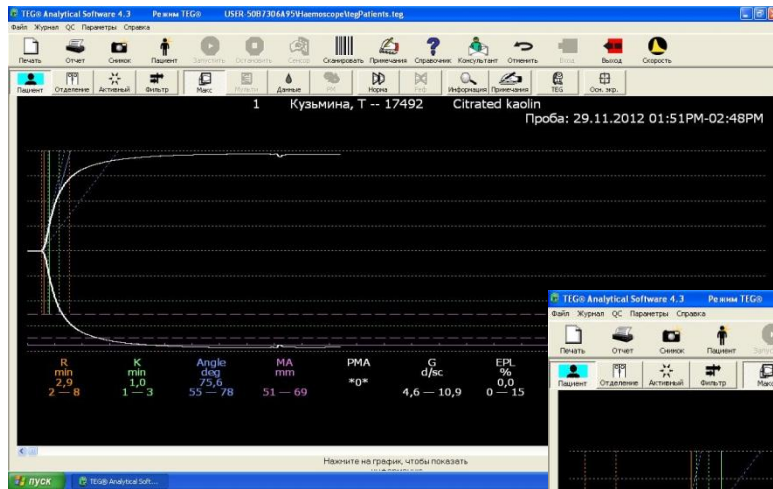 TEG® Analytical Software 4.3 Режим TEG® USER-50B7306A95\Haemoscope\tegPatients.teg
Файл Журнал QC Параметры Справка
Печать Отчет Снимок Пациент Запустить Остановить Сенсор Сканировать Примечания Справочник Консультант Отменить Вход Выход Скорость
Пациент Отделение Активный Фильтр Макс Мульти Данные Норма Реф Информация Примечания TEG Осн. экр.
1 Кузьмина, Т -- 17492 Citrated kaolin
Проба: 29.11.2012 01:51PM-02:48PM
R K Angle MA PMA G EPL
min min deg mm d/sc %
2,9 1,0 75,6 *0* 0,0
2 — 8 1 — 3 55 — 78 51 — 69 4,6 — 10,9 0 — 15
Нажмите на график, чтобы показать
пуск TEG® Analytical Soft...
TEG® Analytical Software 4.3 Режим TEG®
Файл Журнал QC Параметры Справка
Печать Отчет Снимок Пациент
Пациент Отделение Активный Фильтр Макс